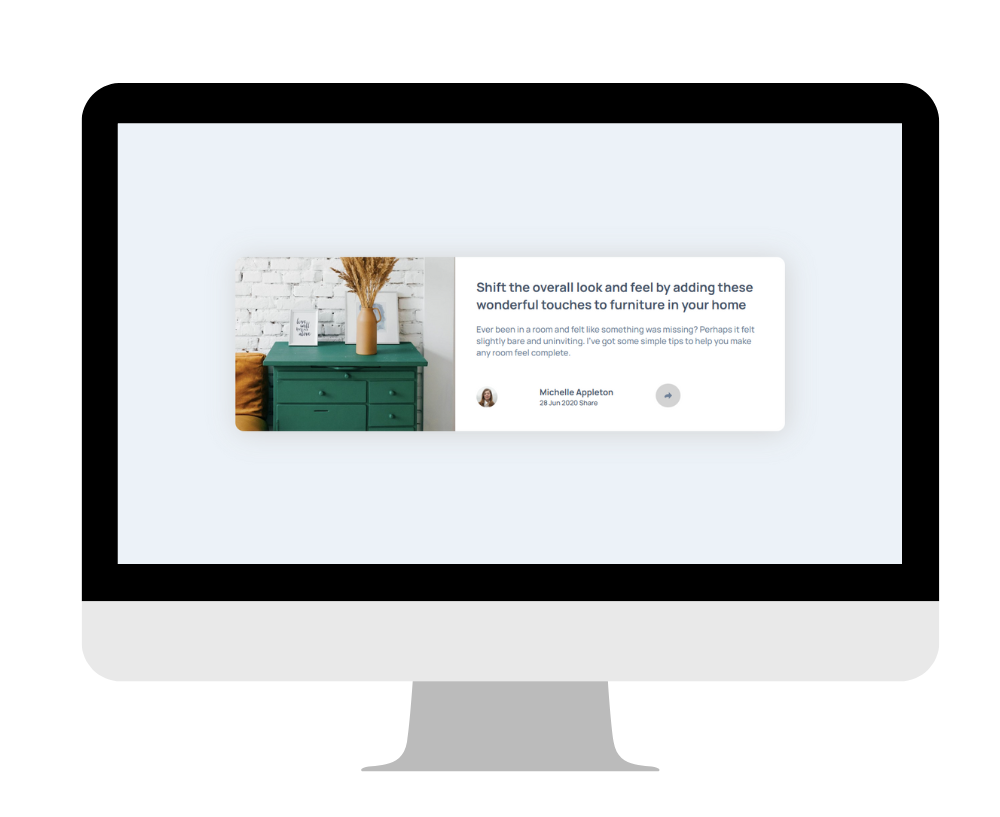 Shift the overall look and feel by adding these
wonderful touches to furniture in your home
Ever been in a room and felt like something was missing? Perhaps it felt
slightly bare and uninviting. I've got some simple tips to help you make
any room feel complete.
Michelle Appleton
28 Jun 2020 Share